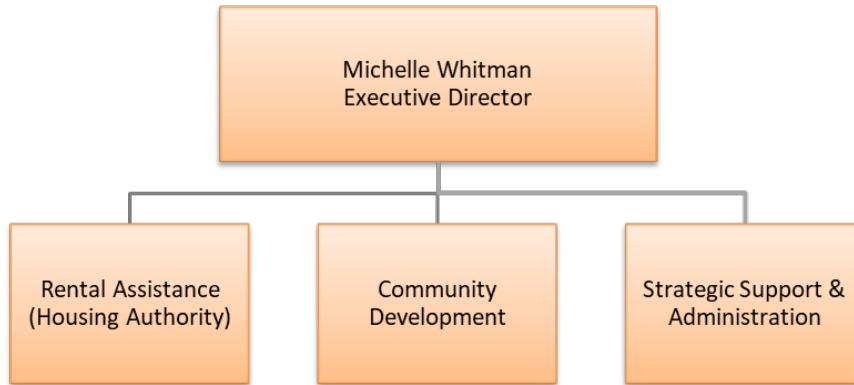 Michelle Whitman
Executive Director
Rental Assistance
(Housing Authority)
Community
Development
Strategic Support &
Administration